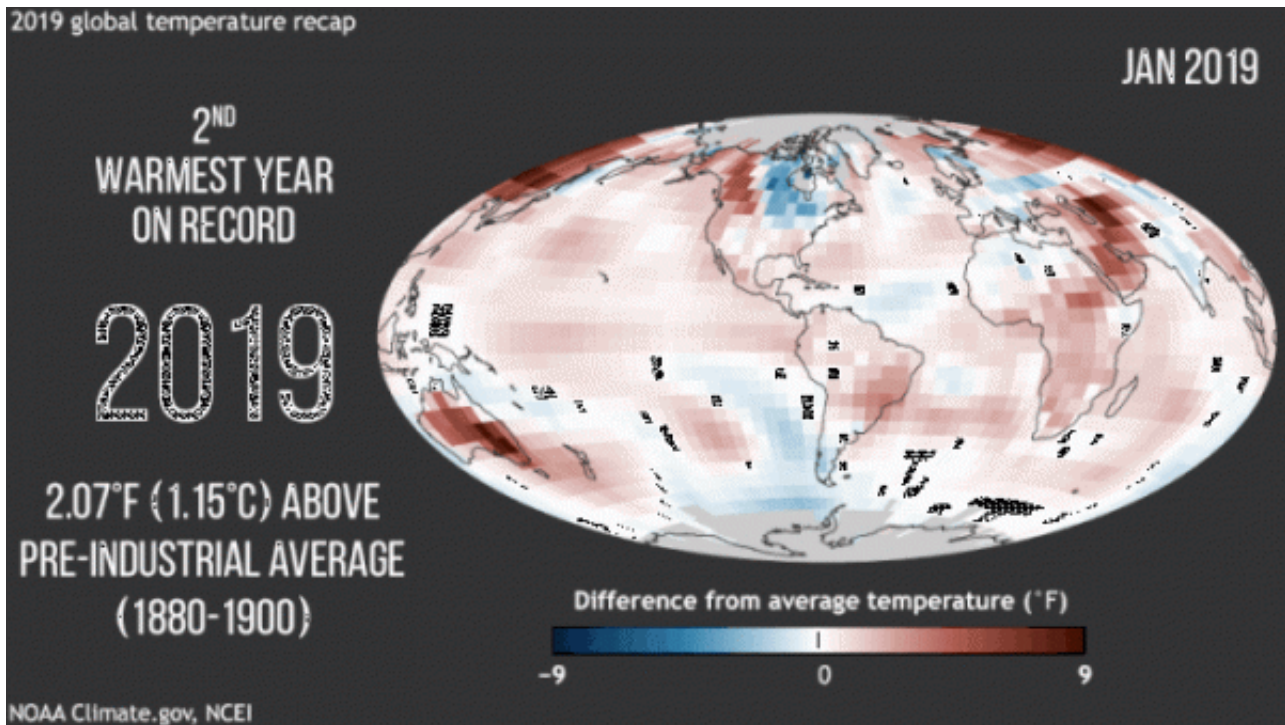 2019 global temperature recap
JAN 2019
2ND
WARMEST YEAR
ON RECORD
2019
2.07°F (1.15°C) ABOVE
PRE-INDUSTRIAL AVERAGE
(1880-1900)
Difference from average temperature (°F)
-9 0 9
NOAA Climate.gov, NCEI